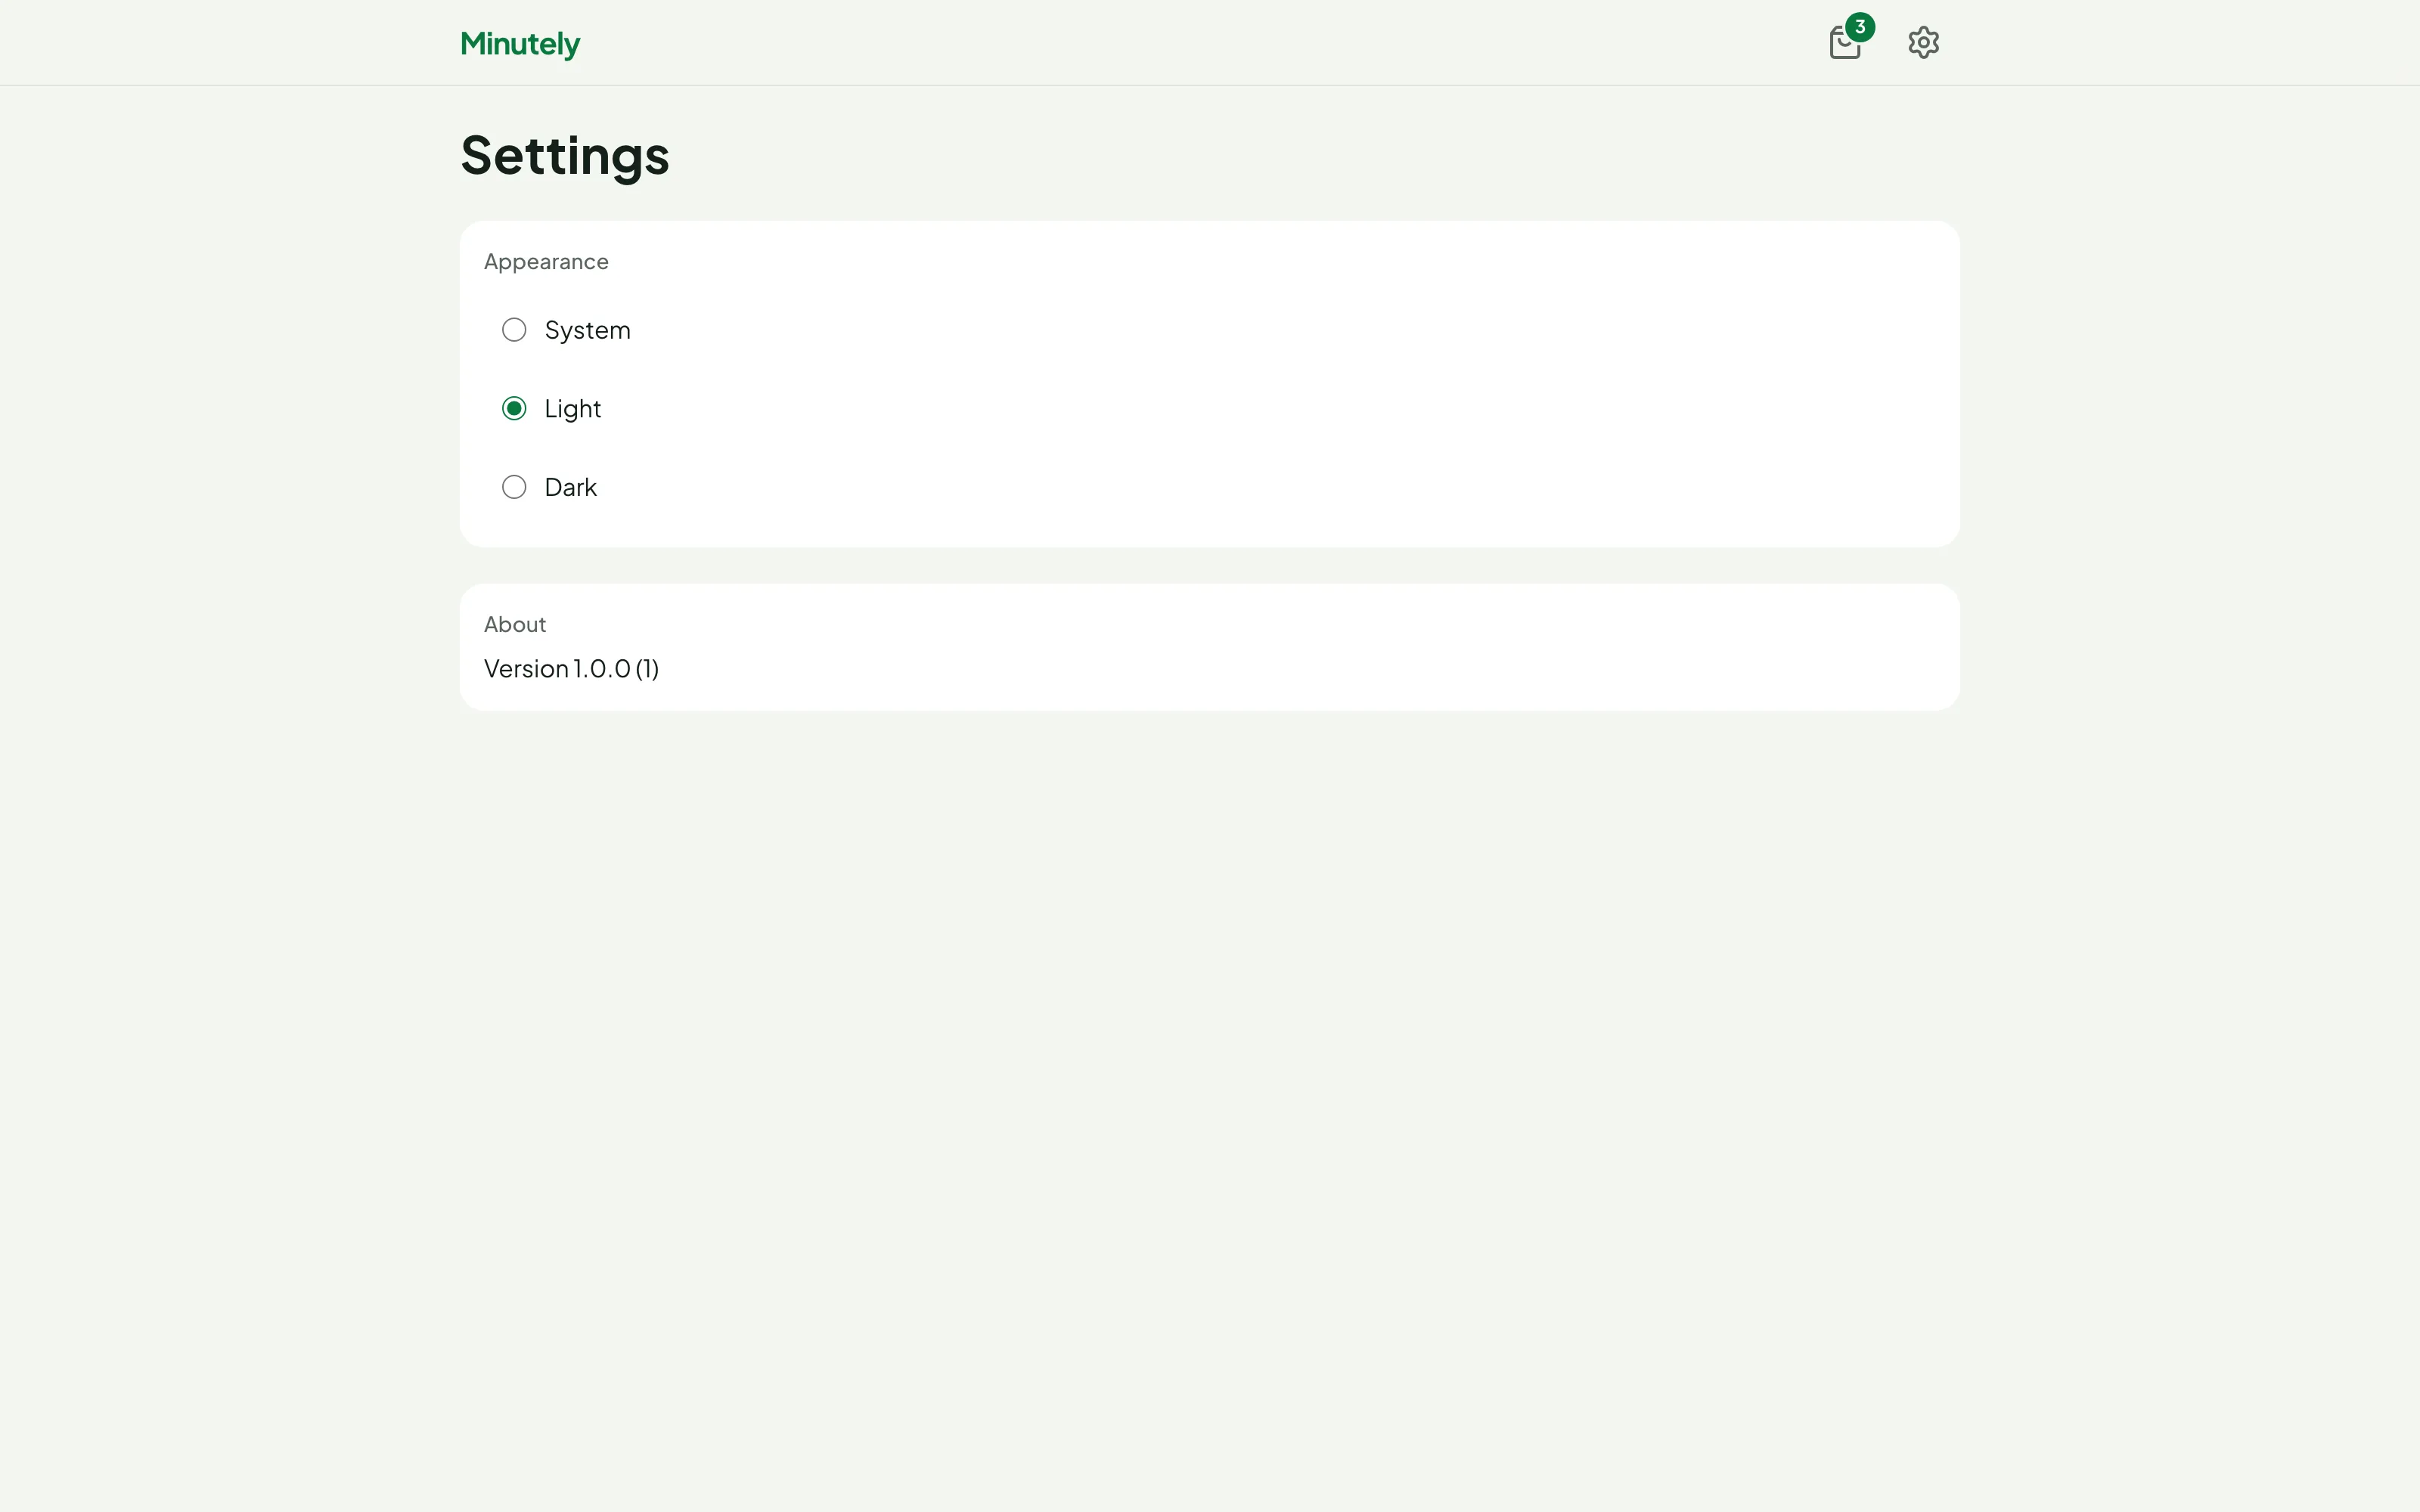 Minutely
3
Settings
Appearance
System
Light
Dark
About
Version 1.0.0 (1)